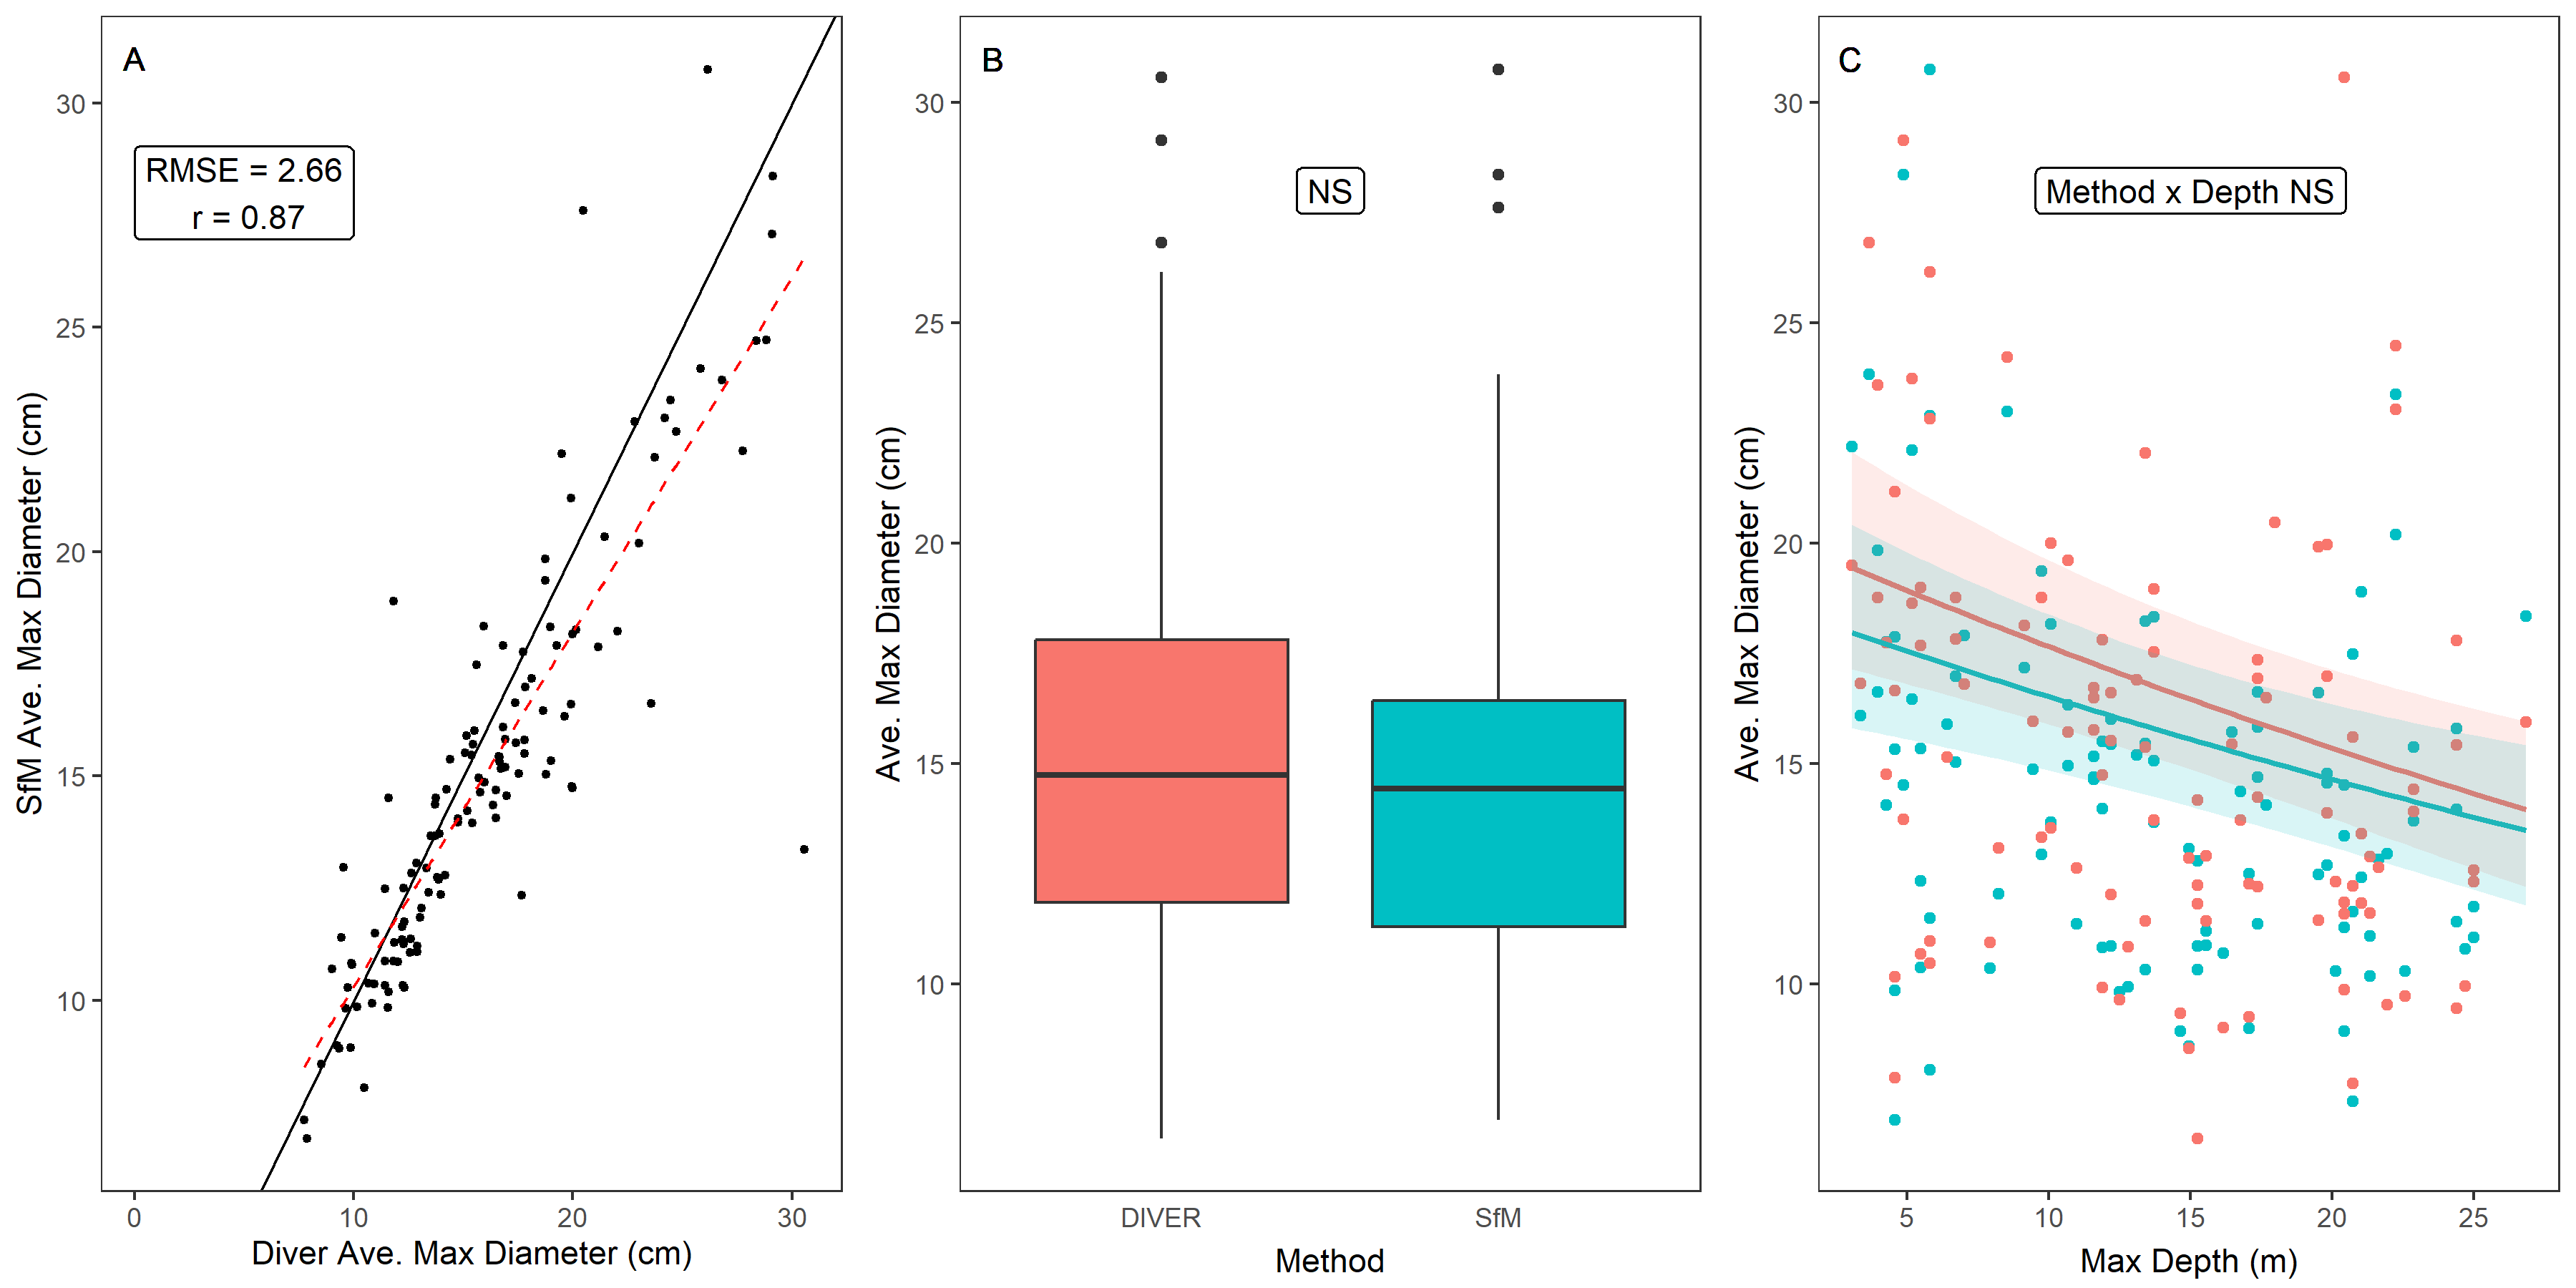 A
RMSE = 2.66
r = 0.87
SfM Ave. Max Diameter (cm)
30
25
20
15
10
0
10
20
30
Diver Ave. Max Diameter (cm)
B
NS
Ave. Max Diameter (cm)
30
25
20
15
10
DIVER
SfM
Method
C
Method x Depth NS
Ave. Max Diameter (cm)
30
25
20
15
10
5
10
15
20
25
Max Depth (m)